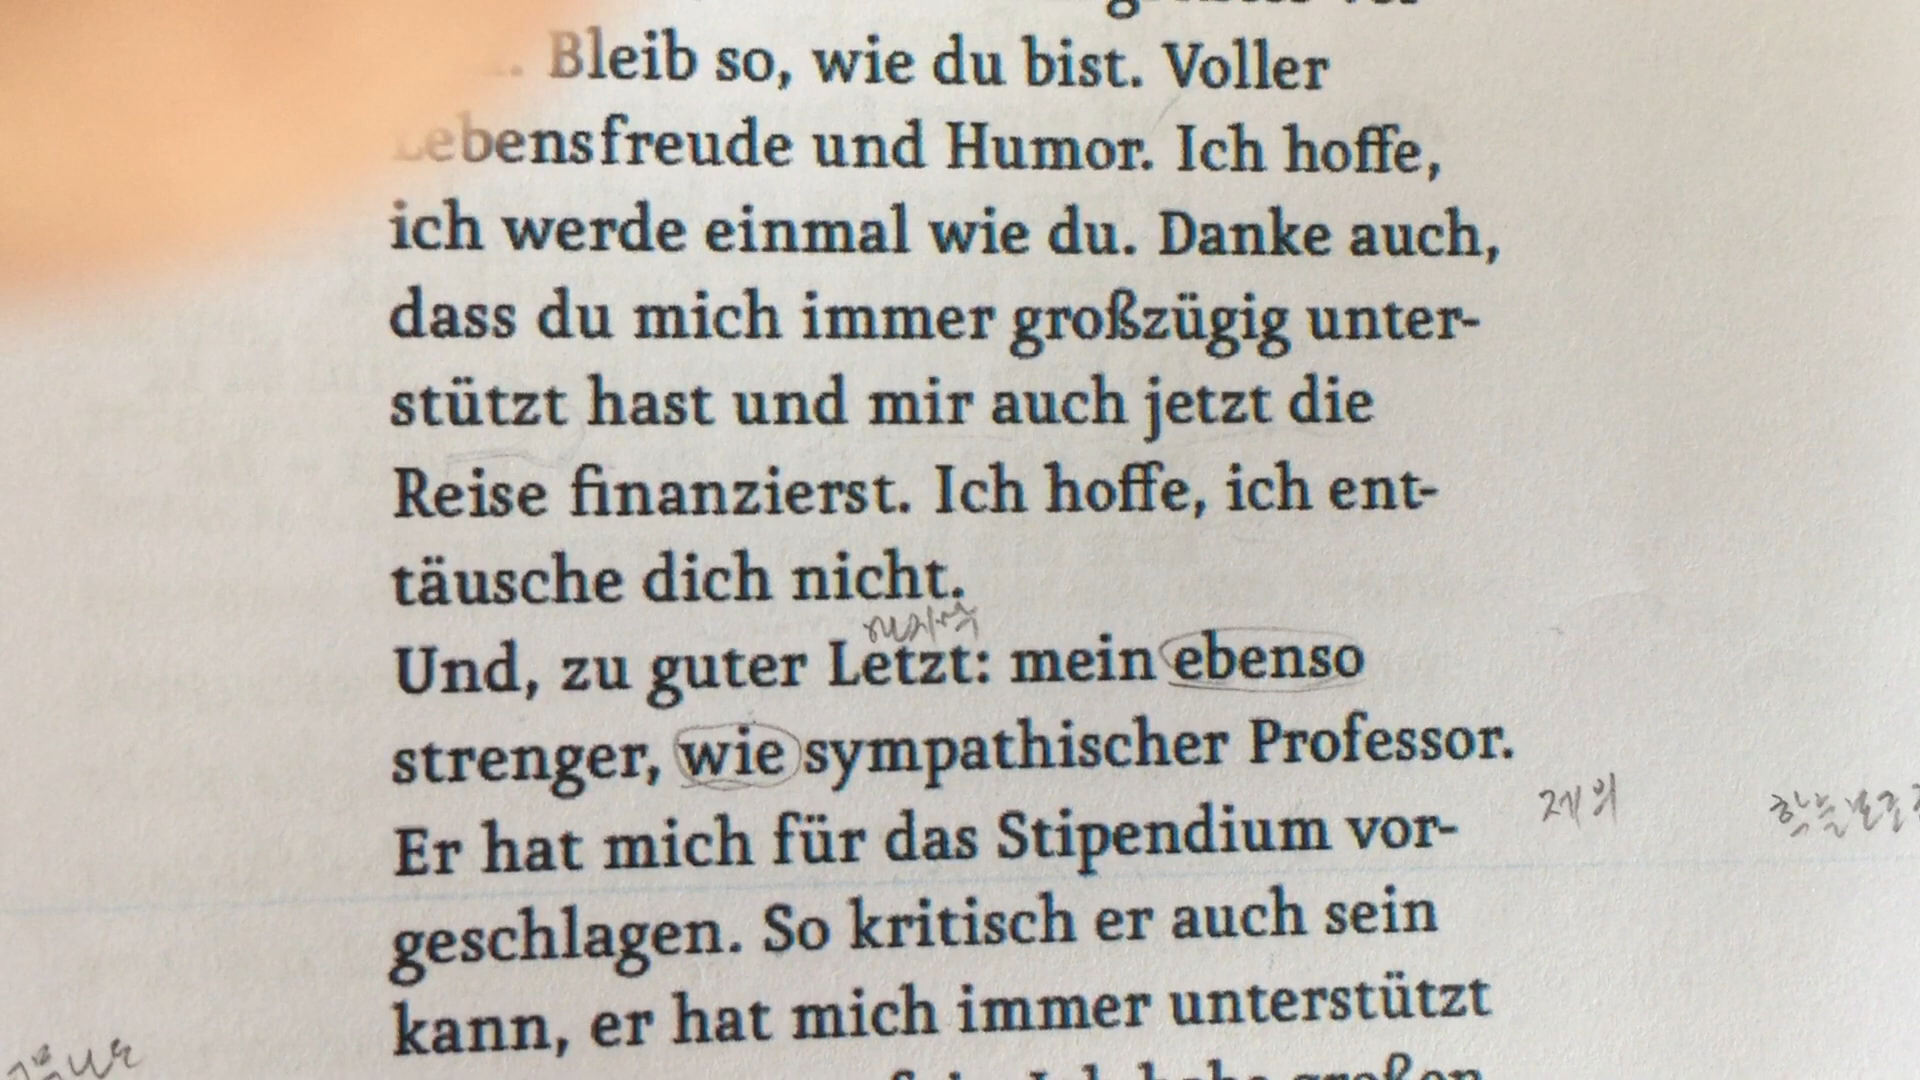 Bleib so, wie du bist. Voller
Lebensfreude und Humor. Ich hoffe,
ich werde einmal wie du. Danke auch,
dass du mich immer großzügig unter-
stützt hast und mir auch jetzt die
Reise finanzierst. Ich hoffe, ich ent-
täusche dich nicht.
Und, zu guter Letzt: mein ebenso
strenger, wie sympathischer Professor.
제의
Er hat mich für das Stipendium vor-
geschlagen. So kritisch er auch sein
kann, er hat mich immer unterstützt